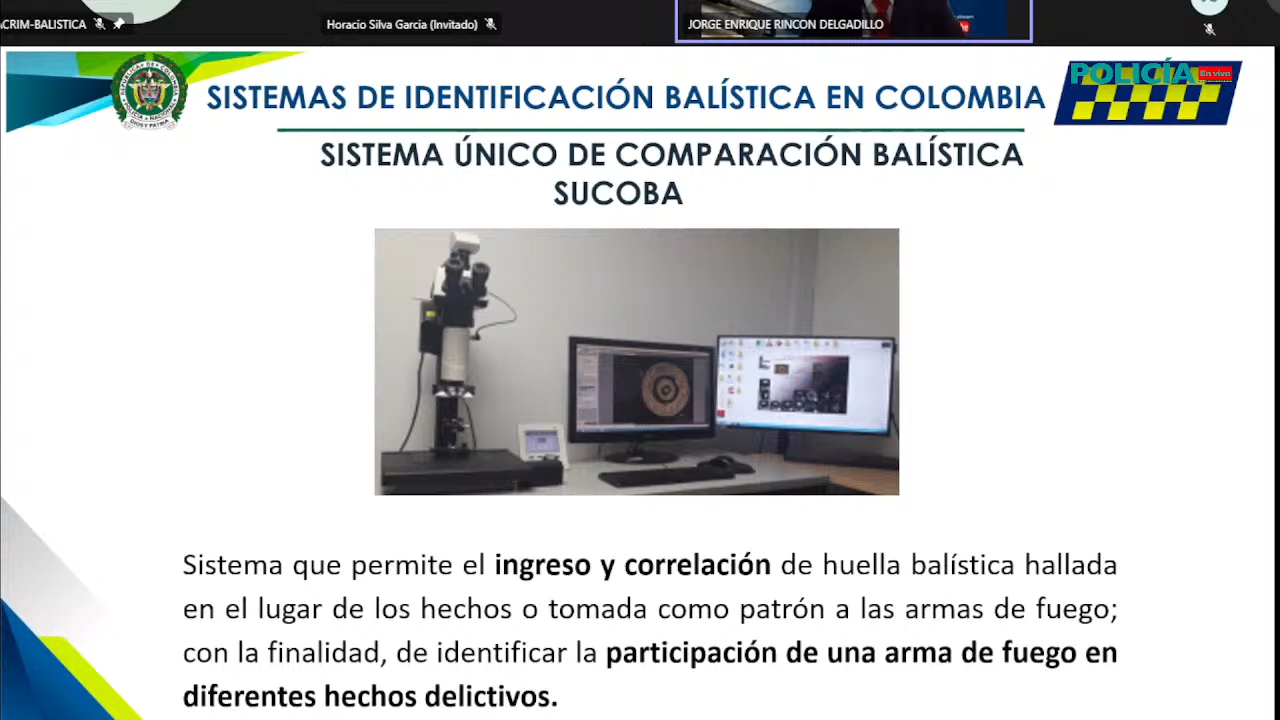 ACRIM-BALISTICA
Horacio Silva Garcia (Invitado)
JORGE ENRIQUE RINCON DELGADILLO
POLICÍA En vivo
SISTEMAS DE IDENTIFICACIÓN BALÍSTICA EN COLOMBIA
SISTEMA ÚNICO DE COMPARACIÓN BALÍSTICA
SUCOBA
Sistema que permite el ingreso y correlación de huella balística hallada
en el lugar de los hechos o tomada como patrón a las armas de fuego;
con la finalidad, de identificar la participación de una arma de fuego en
diferentes hechos delictivos.